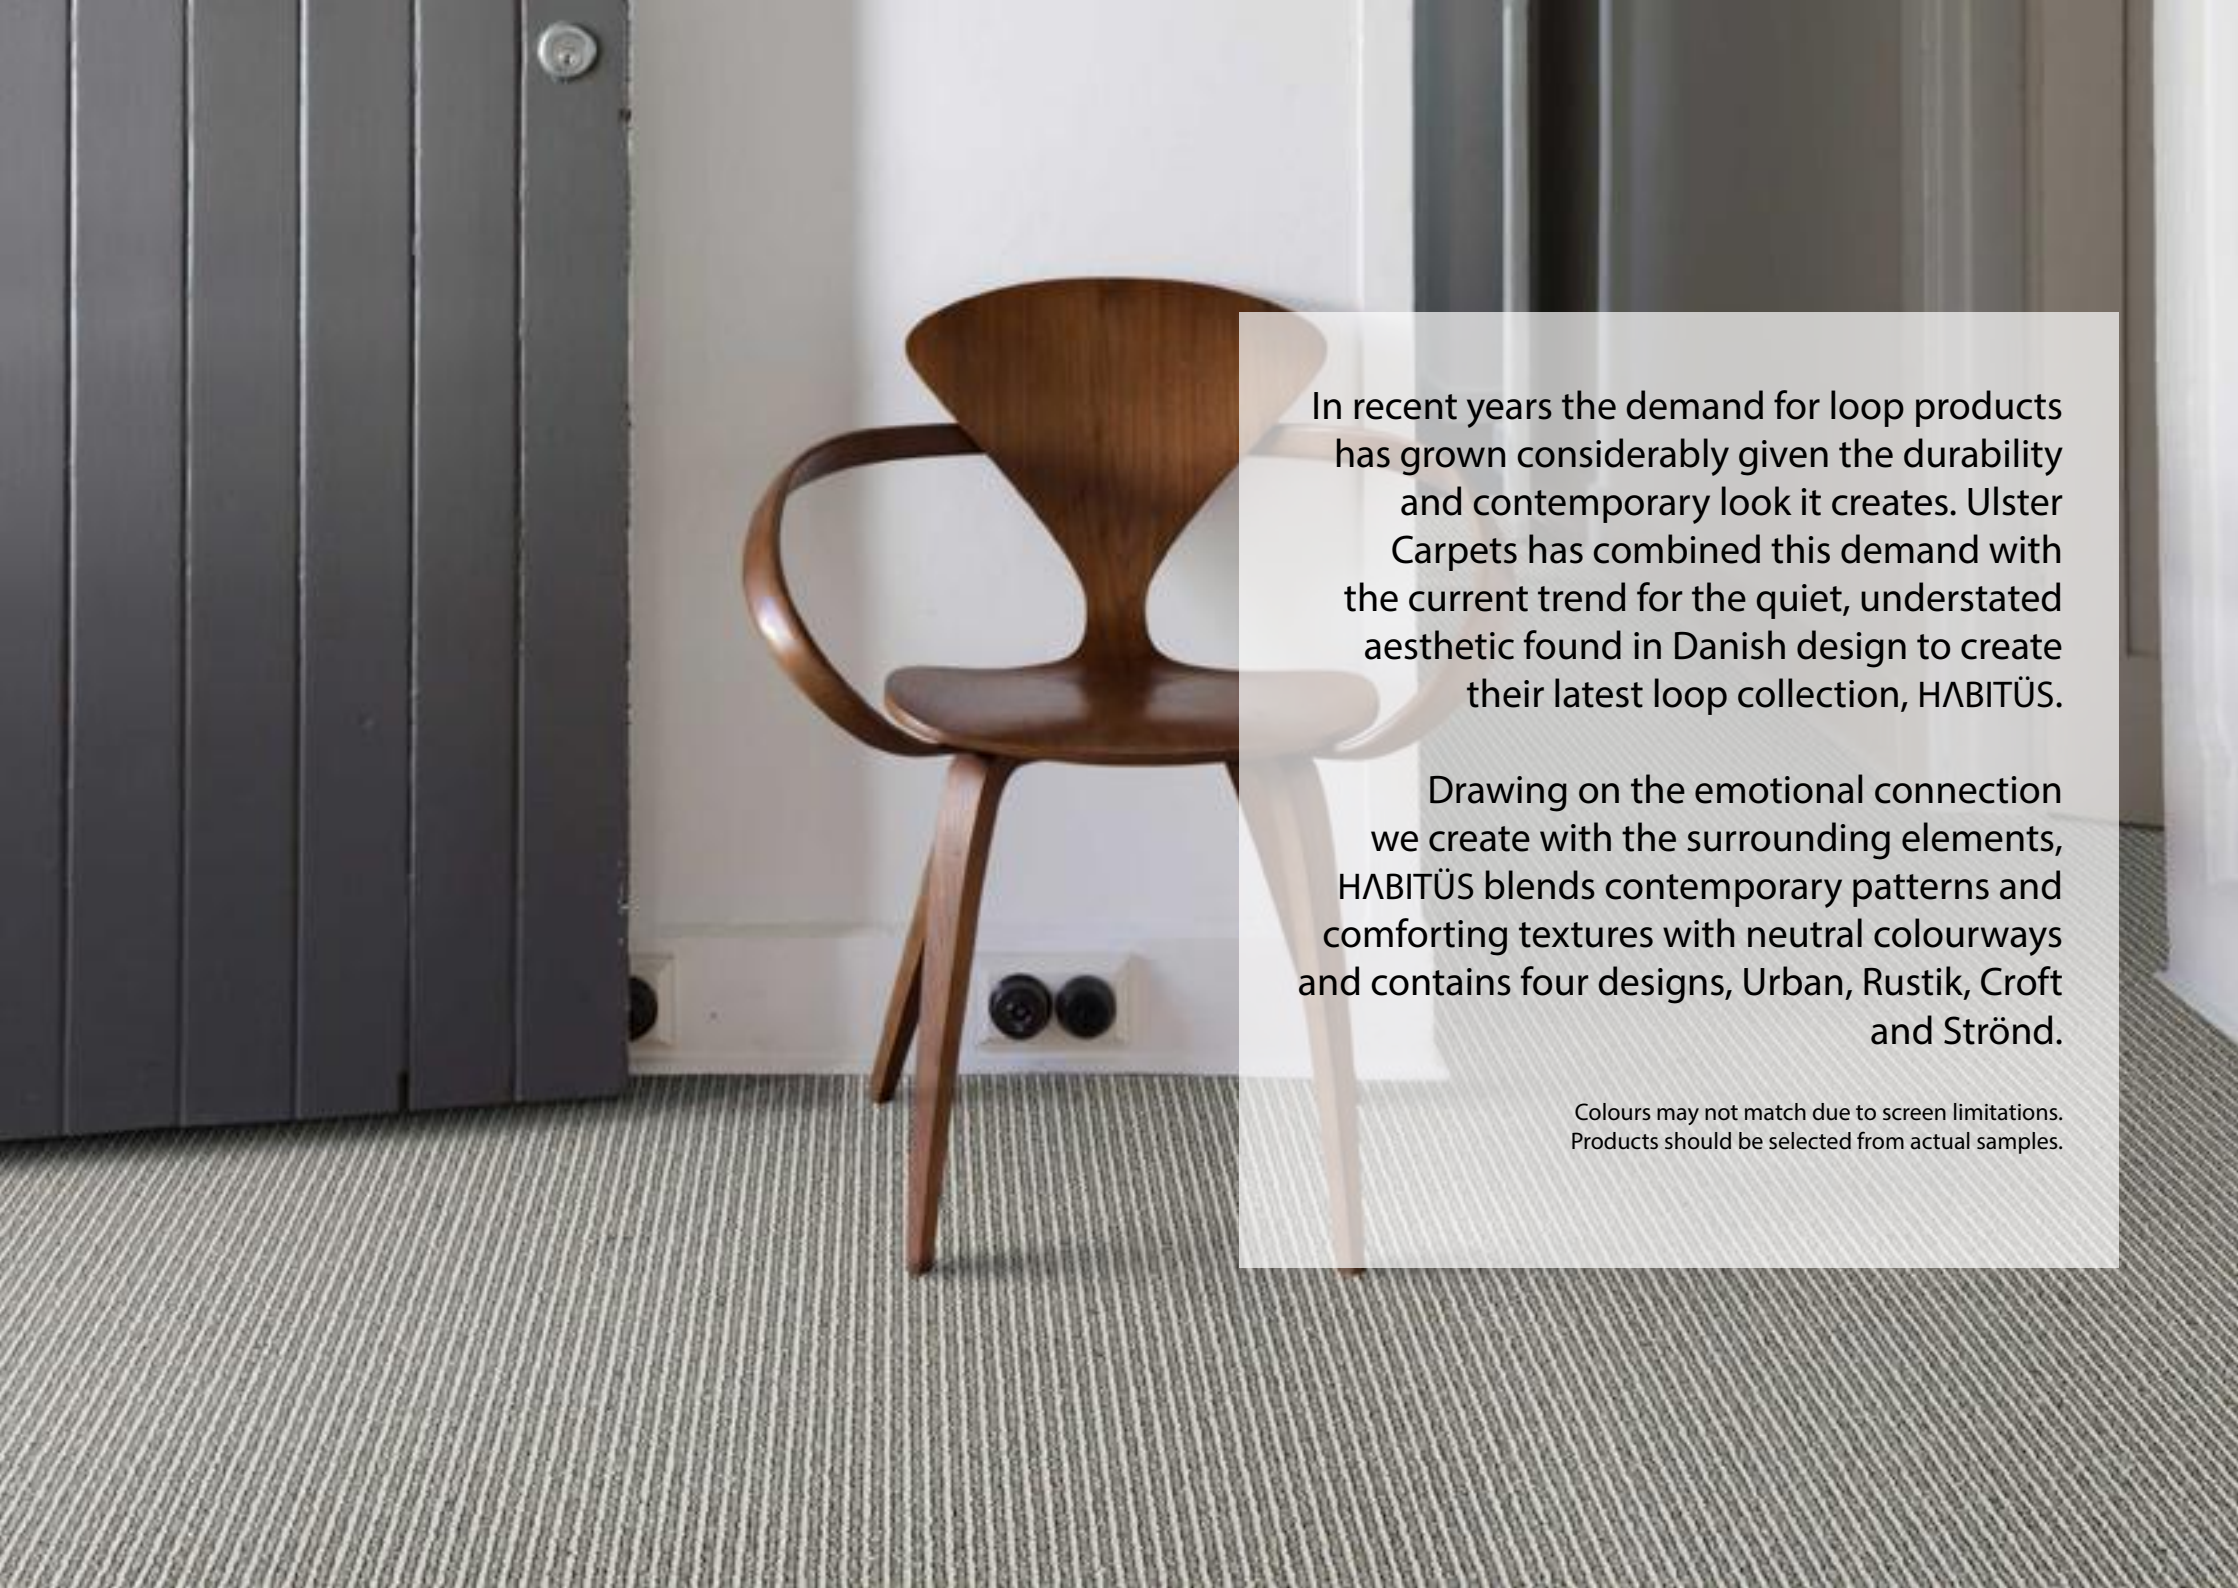 In recent years the demand for loop products
has grown considerably given the durability
and contemporary look it creates. Ulster
Carpets has combined this demand with
the current trend for the quiet, understated
aesthetic found in Danish design to create
their latest loop collection, HΛBITÜS.
Drawing on the emotional connection
we create with the surrounding elements,
HΛBITÜS blends contemporary patterns and
comforting textures with neutral colourways
and contains four designs, Urban, Rustik, Croft
and Strönd.
Colours may not match due to screen limitations.
Products should be selected from actual samples.